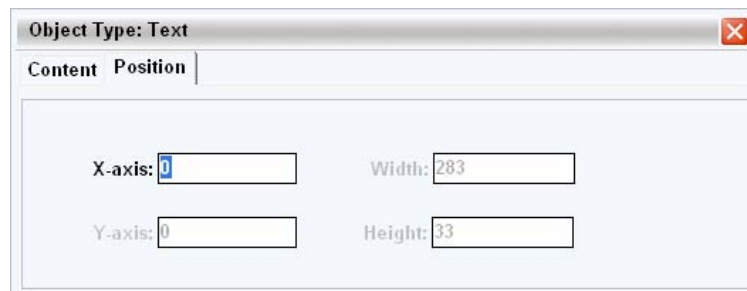 Object Type: Text
Content Position
X-axis: 0 Width: 283
Y-axis: 0 Height: 33